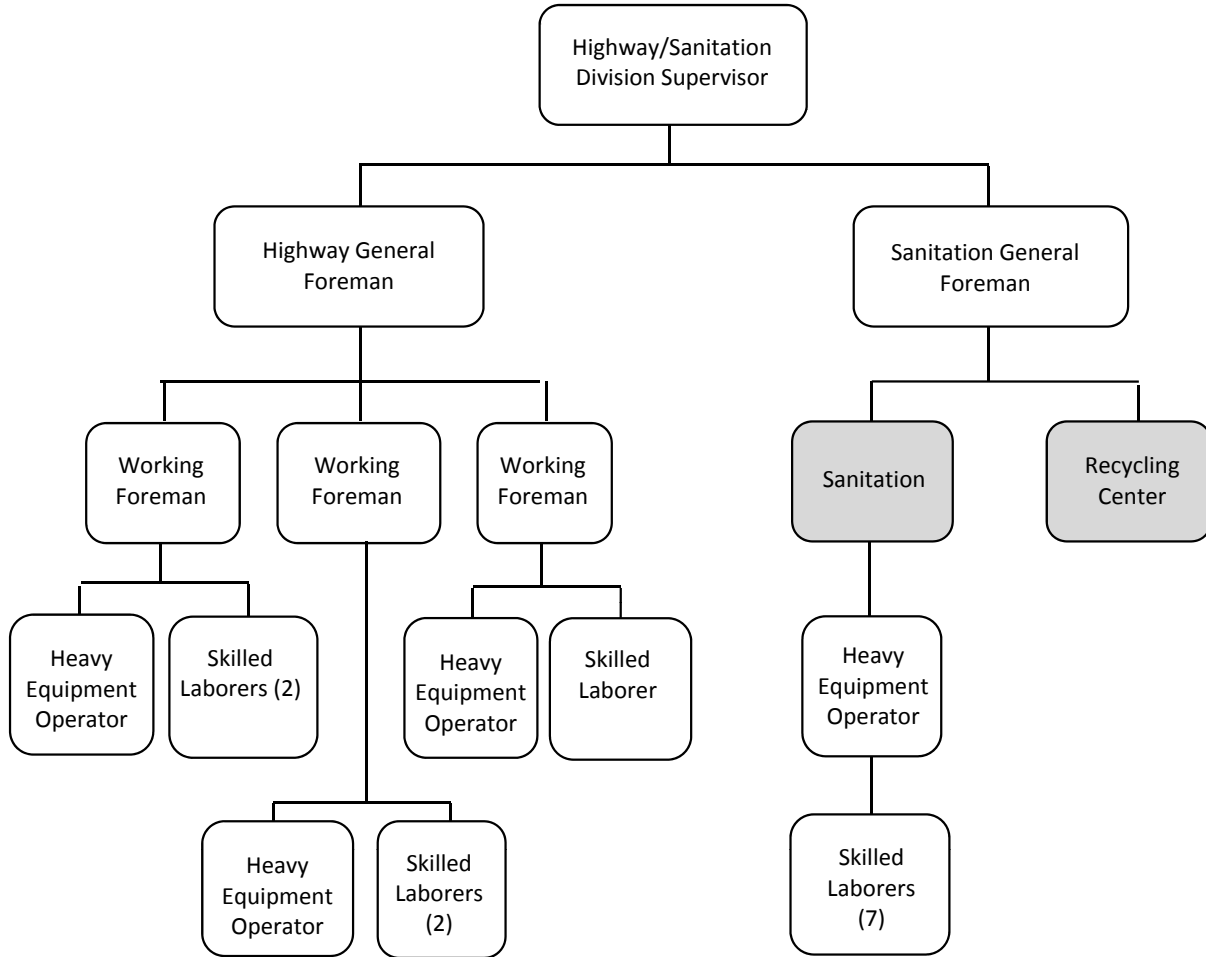 Highway/Sanitation
Division Supervisor
Highway General
Foreman
Sanitation General
Foreman
Working
Foreman
Working
Foreman
Working
Foreman
Sanitation
Recycling
Center
Heavy
Equipment
Operator
Skilled
Laborers (2)
Heavy
Equipment
Operator
Skilled
Laborer
Heavy
Equipment
Operator
Heavy
Equipment
Operator
Skilled
Laborers
(2)
Skilled
Laborers
(7)